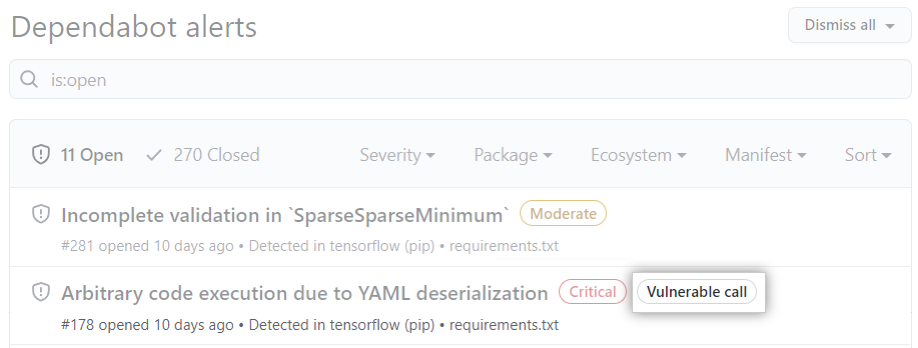 Dependabot alerts
Dismiss all
is:open
11 Open 270 Closed Severity Package Ecosystem Manifest Sort
Incomplete validation in `SparseSparseMinimum` Moderate
#281 opened 10 days ago • Detected in tensorflow (pip) • requirements.txt
Arbitrary code execution due to YAML deserialization Critical Vulnerable call
#178 opened 10 days ago • Detected in tensorflow (pip) • requirements.txt